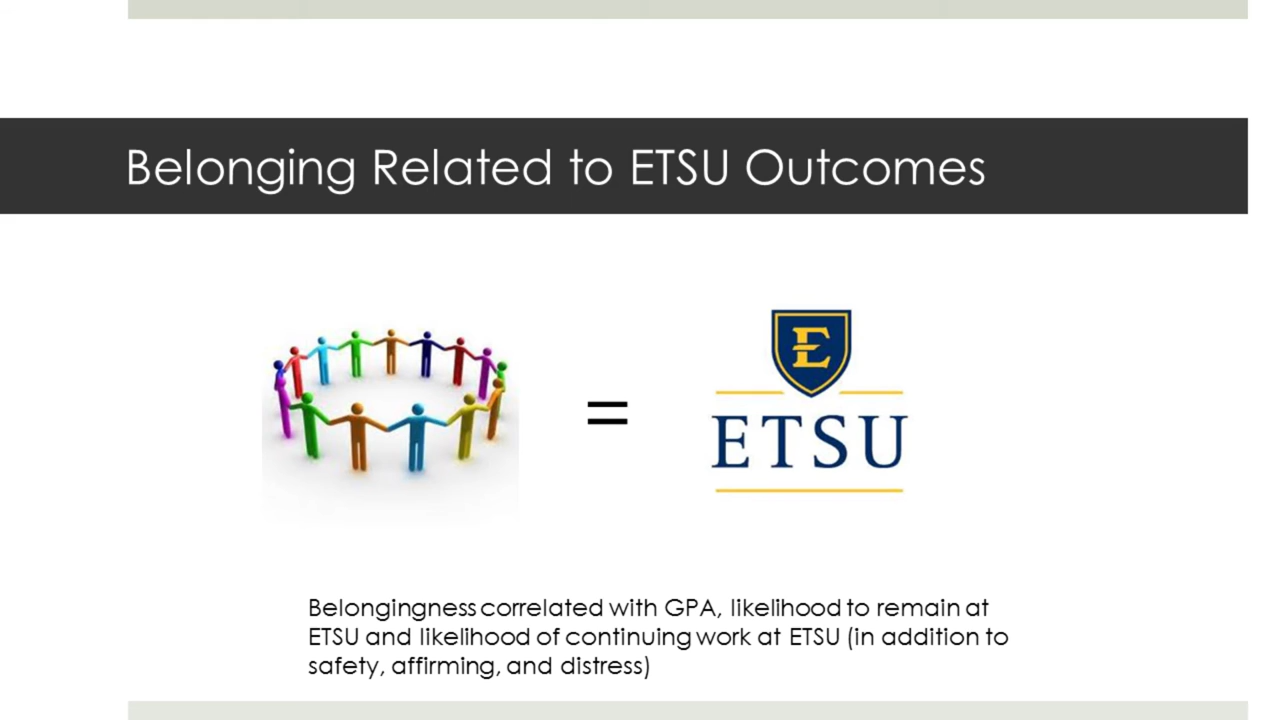 Belonging Related to ETSU Outcomes
=
E
ETSU
Belongingness correlated with GPA, likelihood to remain at
ETSU and likelihood of continuing work at ETSU (in addition to
safety, affirming, and distress)